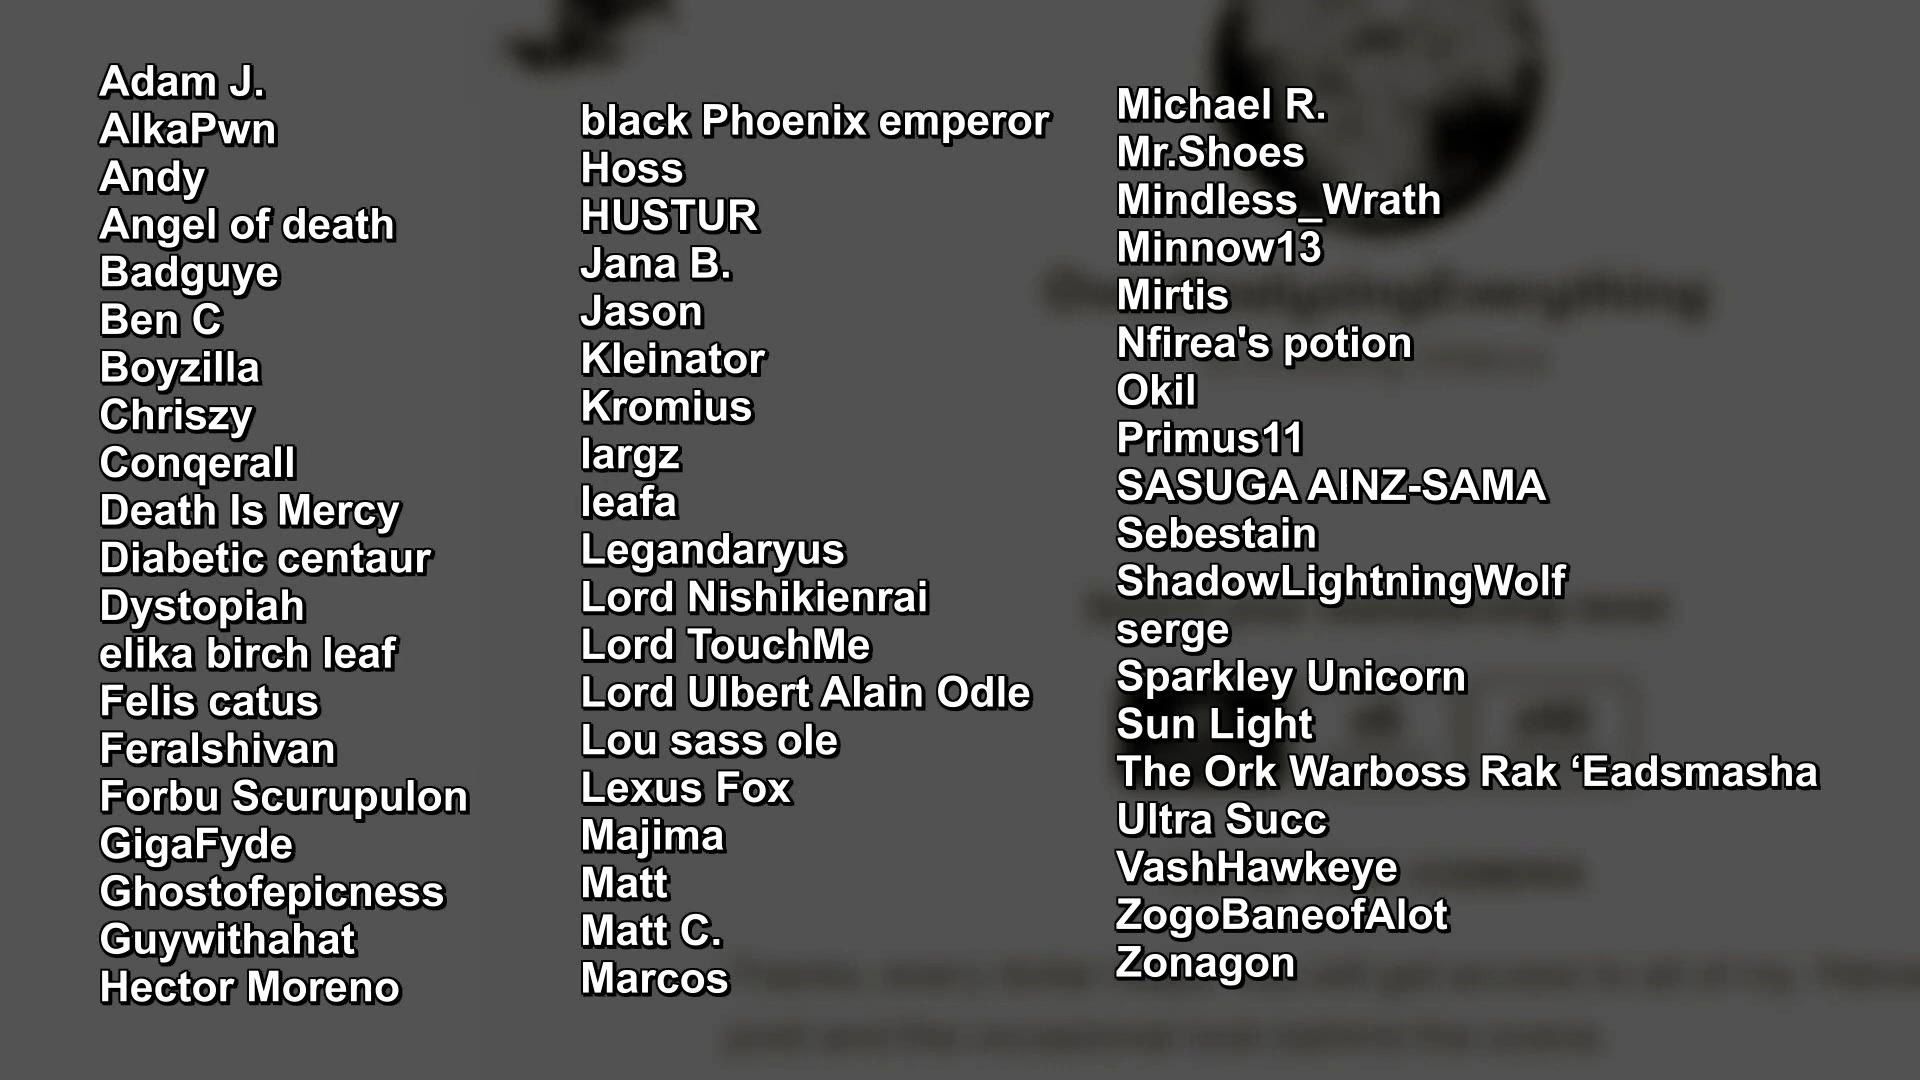 Adam J.
AlkaPwn
Andy
Angel of death
Badguye
Ben C
Boyzilla
Chriszy
Conqerall
Death Is Mercy
Diabetic centaur
Dystopiah
elika birch leaf
Felis catus
Feralshivan
Forbu Scurupulon
GigaFyde
Ghostofepicness
Guywithahat
Hector Moreno
black Phoenix emperor
Hoss
HUSTUR
Jana B.
Jason
Kleinator
Kromius
largz
leafa
Legandaryus
Lord Nishikienrai
Lord TouchMe
Lord Ulbert Alain Odle
Lou sass ole
Lexus Fox
Majima
Matt
Matt C.
Marcos
Michael R.
Mr.Shoes
Mindless_Wrath
Minnow13
Mirtis
Nfirea's potion
Okil
Primus11
SASUGA AINZ-SAMA
Sebestain
ShadowLightningWolf
serge
Sparkley Unicorn
Sun Light
The Ork Warboss Rak ‘Eadsmasha
Ultra Succ
VashHawkeye
ZogoBaneofAlot
Zonagon